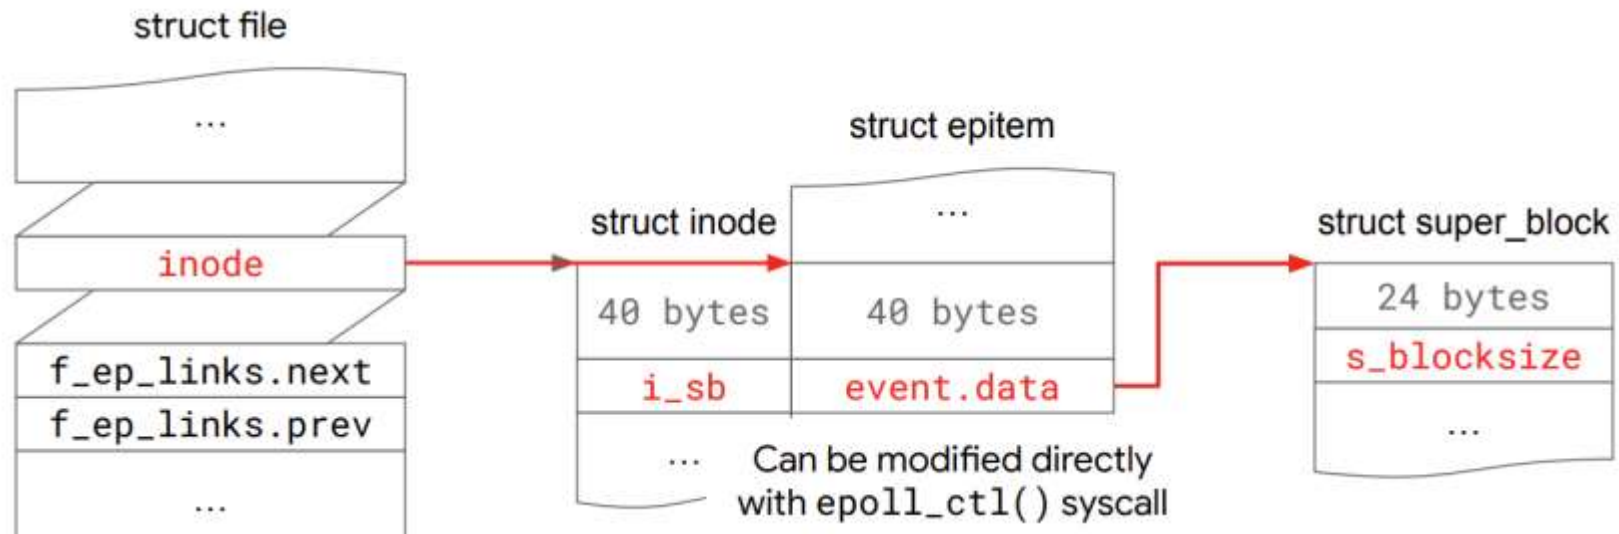 struct file
...
inode
f_ep_links.next
f_ep_links.prev
...
struct inode
40 bytes
i_sb
...
struct epitem
...
40 bytes
event.data
Can be modified directly
with epoll_ctl() syscall
struct super_block
24 bytes
s_blocksize
...